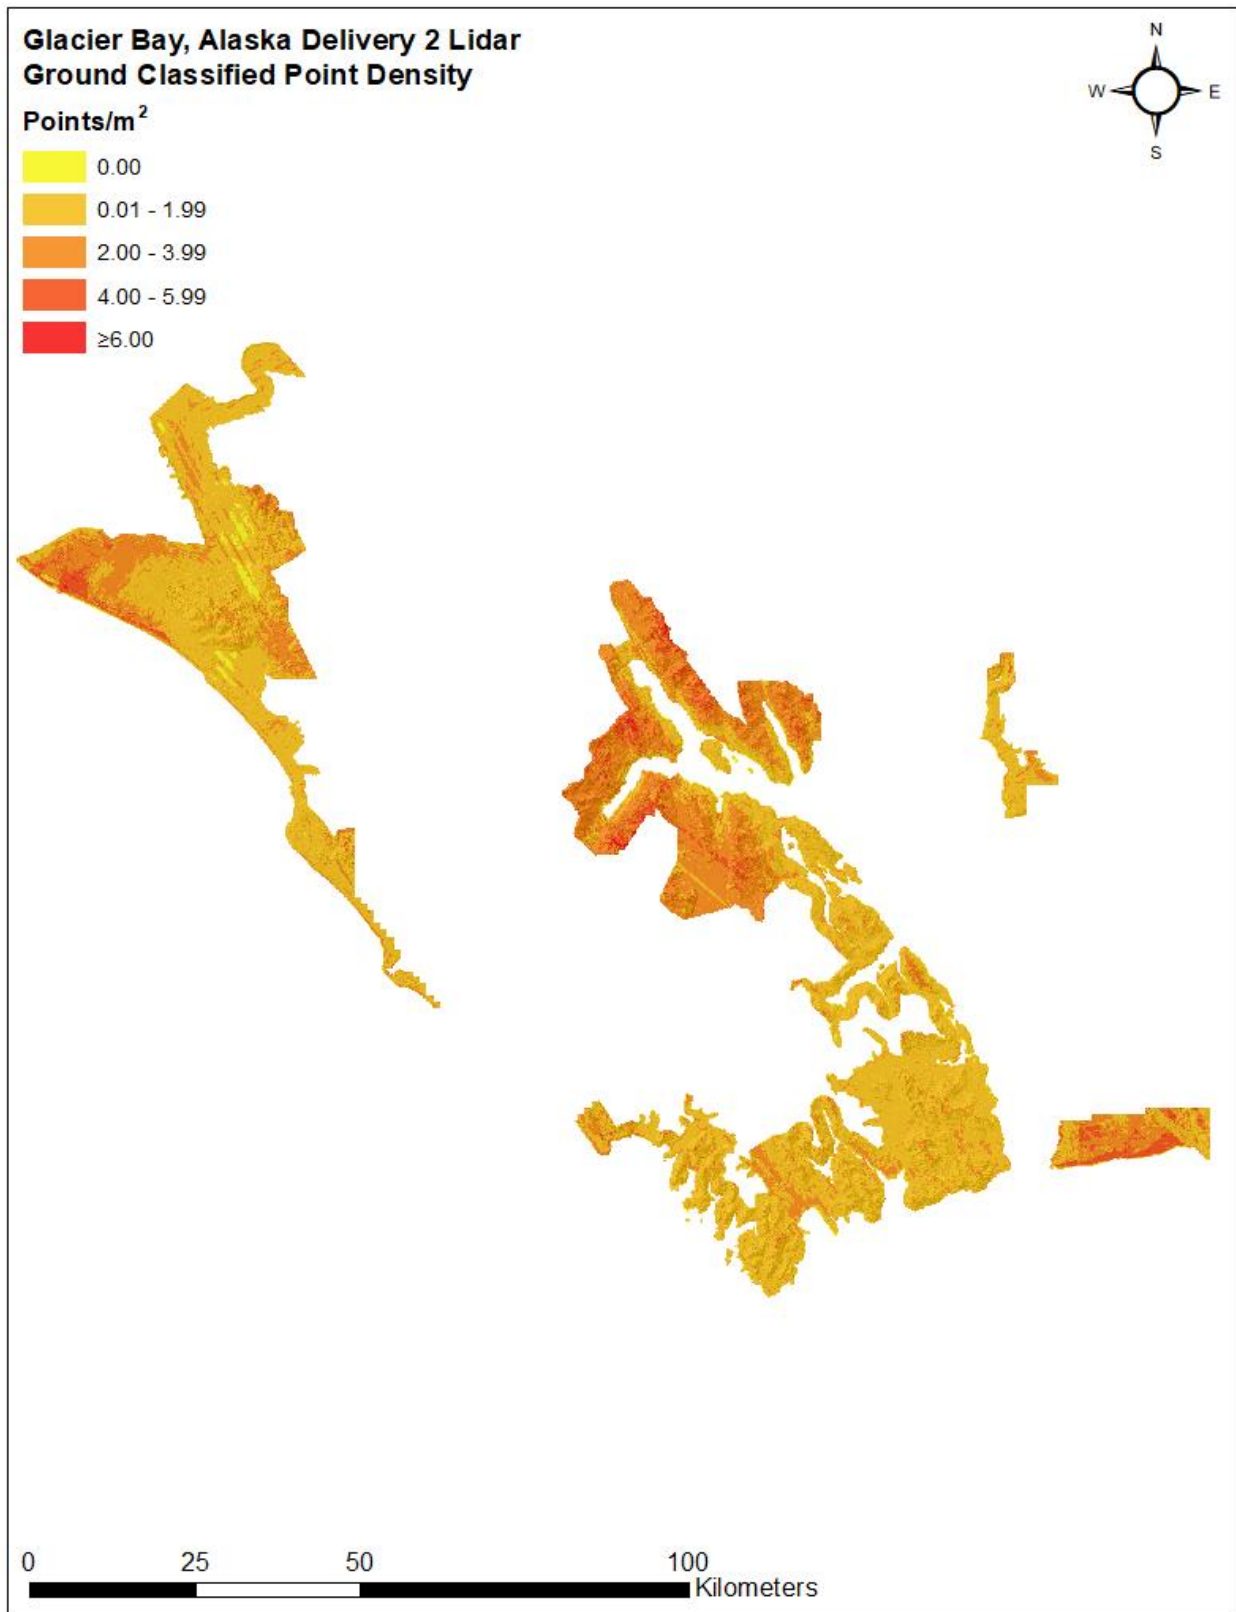 Glacier Bay, Alaska Delivery 2 Lidar
Ground Classified Point Density
Points/m²
0.00
0.01 - 1.99
2.00 - 3.99
4.00 - 5.99
≥6.00
N
W E
S
0 25 50 100
Kilometers